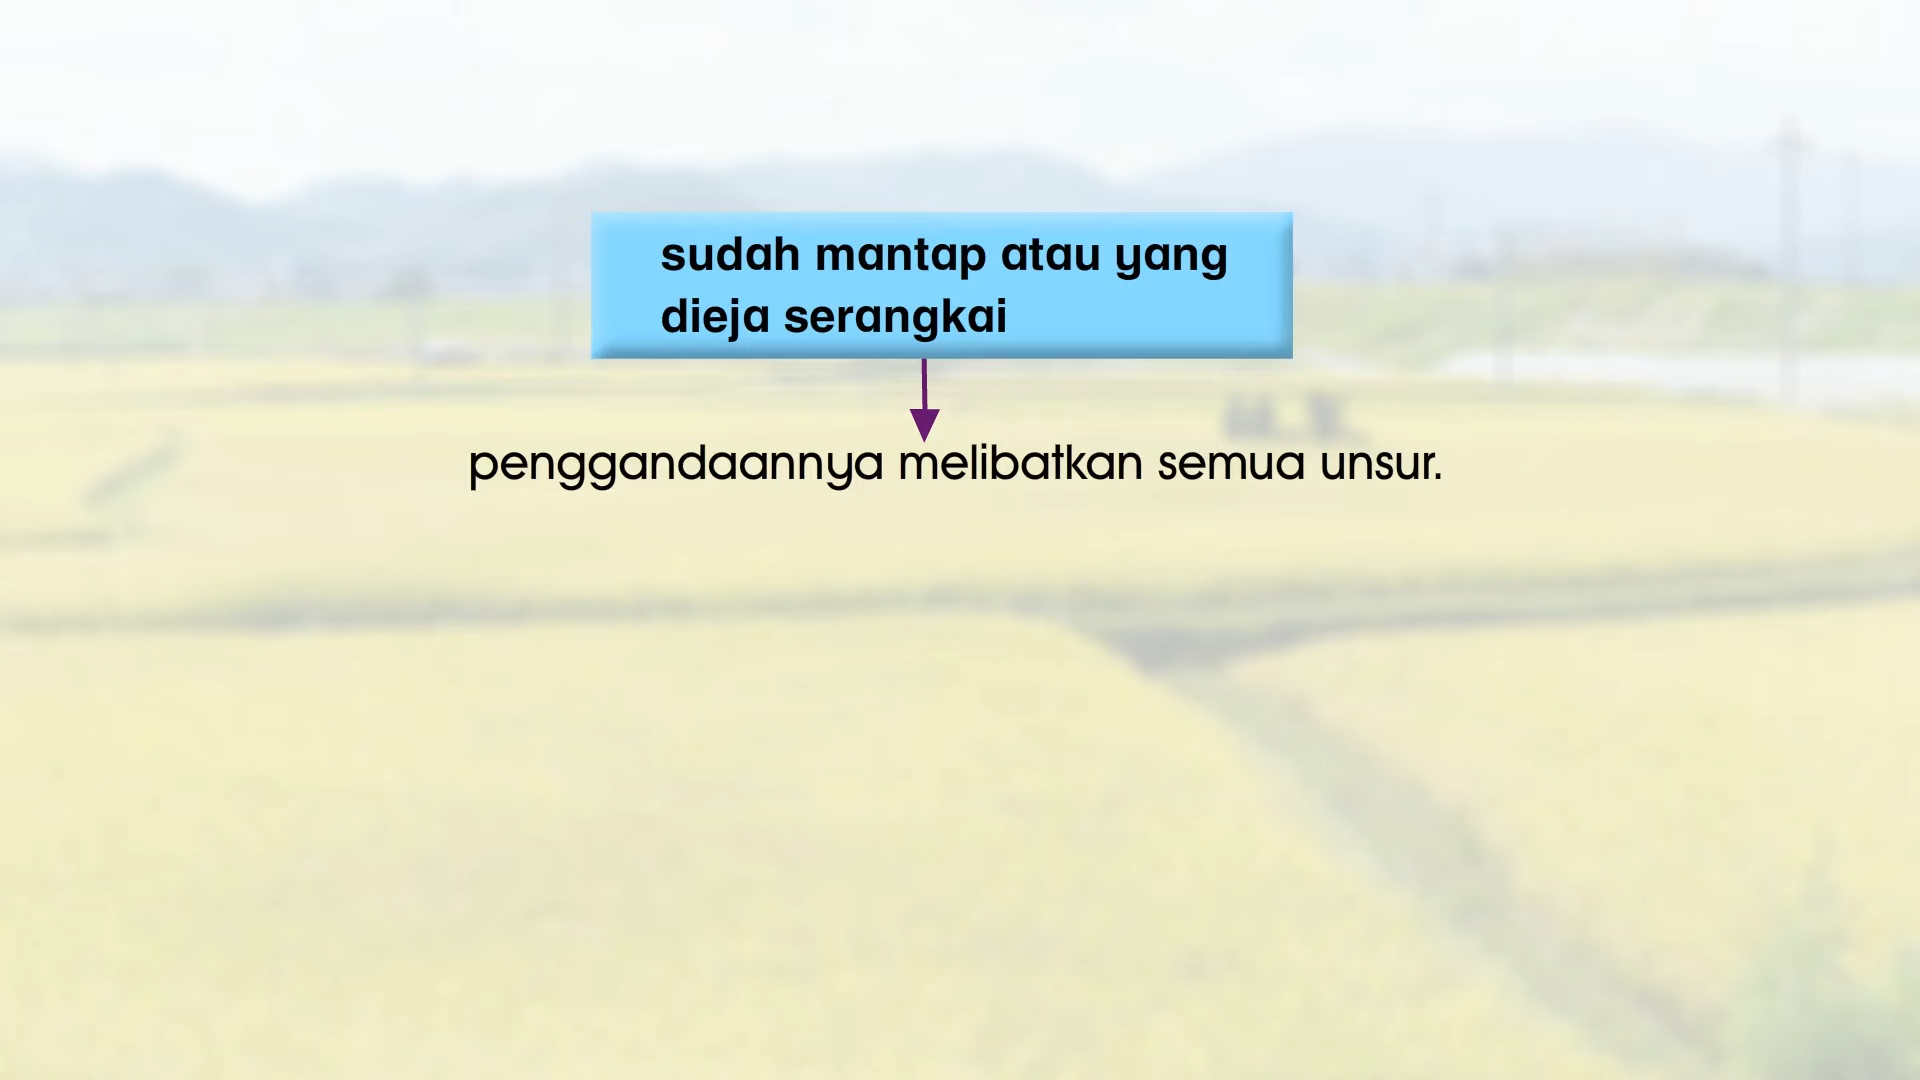 sudah mantap atau yang
dieja serangkai
penggandaannya melibatkan semua unsur.